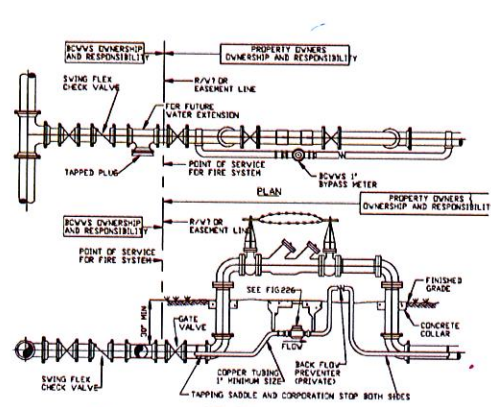 BCWWS OWNERSHIP
AND RESPONSIBILITY
PROPERTY OWNERS
OWNERSHIP AND RESPONSIBILITY
SWING FLEX
CHECK VALVE
R/W? OR
EASEMENT LINE
FOR FUTURE
WATER EXTENSION
TAPPED PLUG
POINT OF SERVICE
FOR FIRE SYSTEM
BCWWS 1"
BYPASS METER
PLAN
PROPERTY OWNERS
OWNERSHIP AND RESPONSIBILITY
BCWWS OWNERSHIP
AND RESPONSIBILITY
R/W? OR
EASEMENT LINE
POINT OF SERVICE
FOR FIRE SYSTEM
SEE FIG 226
FINISHED
GRADE
30" MIN
GATE
VALVE
FLOW
CONCRETE
COLLAR
SWING FLEX
CHECK VALVE
COPPER TUBING
1" MINIMUM SIZE
BACK FLOW
PREVENTER
(PRIVATE)
TAPPING SADDLE AND CORPORATION STOP BOTH SIDES